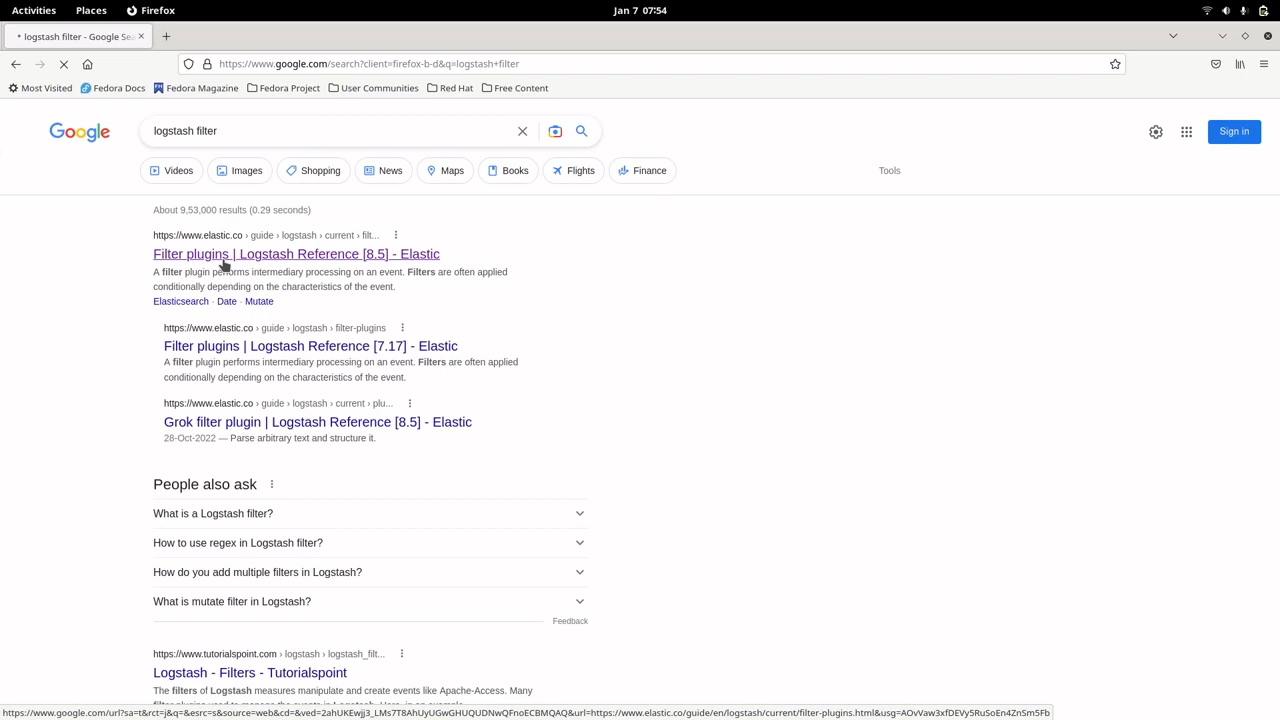 Activities Places Firefox Jan 7 07:54
logstash filter - Google Sea
https://www.google.com/search?client=firefox-b-d&q=logstash+filter
Most Visited Fedora Docs Fedora Magazine Fedora Project User Communities Red Hat Free Content
Google logstash filter Sign in
Videos Images Shopping News Maps Books Flights Finance Tools
About 9,53,000 results (0.29 seconds)
https://www.elastic.co › guide › logstash › current › filt...
Filter plugins | Logstash Reference [8.5] - Elastic
A filter plugin performs intermediary processing on an event. Filters are often applied
conditionally depending on the characteristics of the event.
Elasticsearch · Date · Mutate
https://www.elastic.co › guide › logstash › filter-plugins
Filter plugins | Logstash Reference [7.17] - Elastic
A filter plugin performs intermediary processing on an event. Filters are often applied
conditionally depending on the characteristics of the event.
https://www.elastic.co › guide › logstash › current › plu...
Grok filter plugin | Logstash Reference [8.5] - Elastic
28-Oct-2022 — Parse arbitrary text and structure it.
People also ask
What is a Logstash filter?
How to use regex in Logstash filter?
How do you add multiple filters in Logstash?
What is mutate filter in Logstash?
Feedback
https://www.tutorialspoint.com › logstash › logstash_filt...
Logstash - Filters - Tutorialspoint
The filters of Logstash measures manipulate and create events like Apache-Access. Many
https://www.google.com/url?sa=t&rct=j&q=&esrc=s&source=web&cd=&ved=2ahUKEwjj3_LMs7T8AhUyUGwGHUQUDNwQFnoECBMQAQ&url=https://www.elastic.co/guide/en/logstash/current/filter-plugins.html&usg=AOvVaw3xfDEVy5RuSoEn4ZnSm5Fb